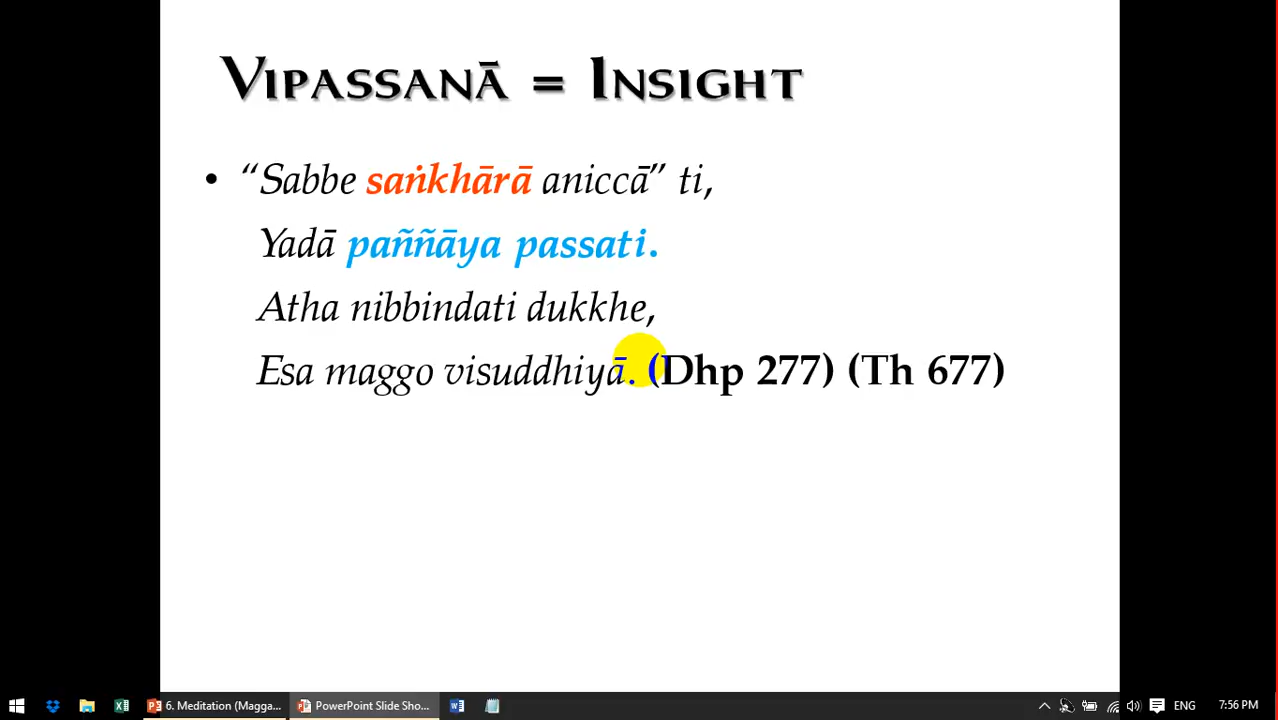 Vipassanā = Insight
• “Sabbe saṅkhārā aniccā” ti,
Yadā paññāya passati.
Atha nibbindati dukkhe,
Esa maggo visuddhiyā. (Dhp 277) (Th 677)
6. Meditation (Magga... PowerPoint Slide Sho... ENG 7:56 PM